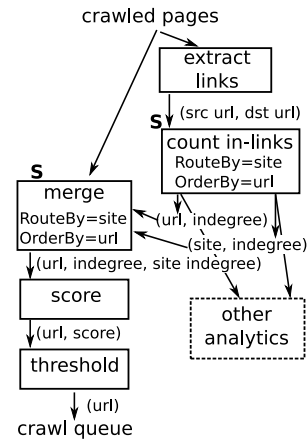 crawled pages
extract
links
(src url, dst url)
S
count in-links
RouteBy=site
OrderBy=url
S
merge
RouteBy=site
OrderBy=url
(url, indegree)
(site, indegree)
(url, indegree, site indegree)
score
other
analytics
(url, score)
threshold
(url)
crawl queue